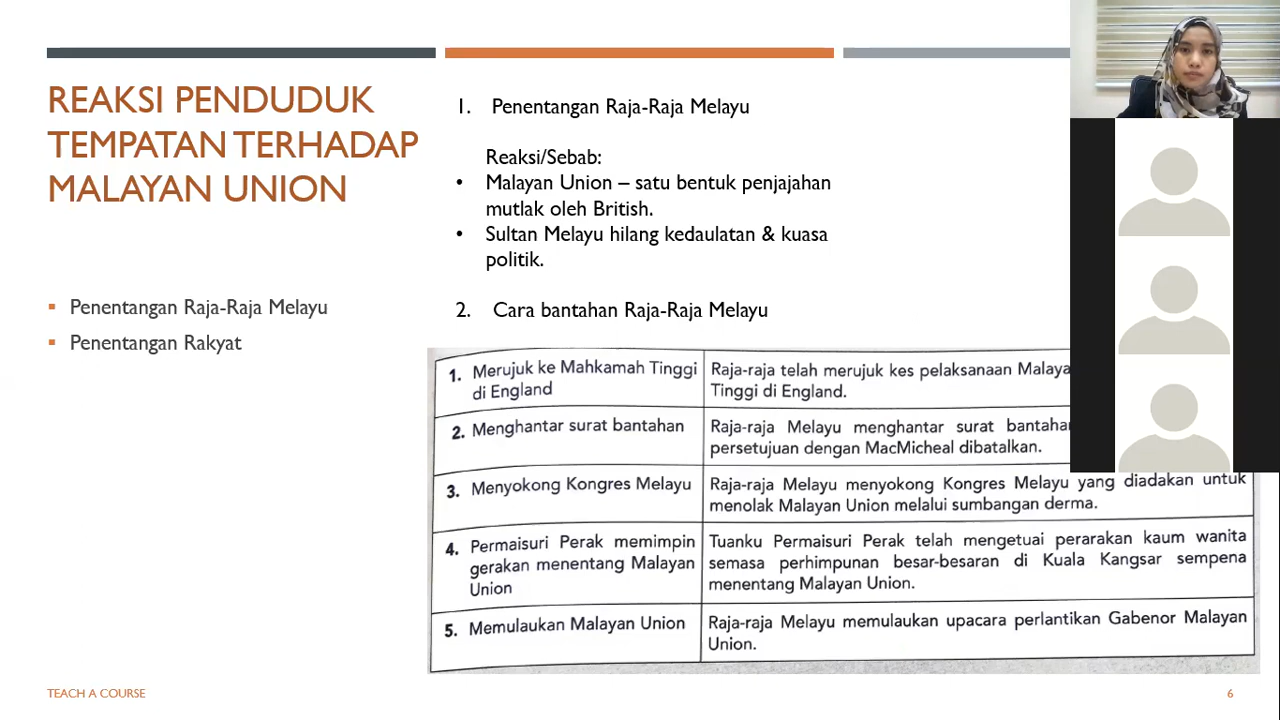 REAKSI PENDUDUK
TEMPATAN TERHADAP
MALAYAN UNION
Penentangan Raja-Raja Melayu
Penentangan Rakyat
1. Penentangan Raja-Raja Melayu
Reaksi/Sebab:
• Malayan Union – satu bentuk penjajahan
mutlak oleh British.
• Sultan Melayu hilang kedaulatan & kuasa
politik.
2. Cara bantahan Raja-Raja Melayu
1. Merujuk ke Mahkamah Tinggi
di England
Raja-raja telah merujuk kes pelaksanaan
Tinggi di England.
2. Menghantar surat bantahan
Raja-raja Melayu menghantar surat bantahan
persetujuan dengan MacMicheal dibatalkan.
3. Menyokong Kongres Melayu
Raja-raja Melayu menyokong Kongres Melayu yang diadakan untuk
menolak Malayan Union melalui sumbangan derma.
4. Permaisuri Perak memimpin
gerakan menentang Malayan
Union
Tuanku Permaisuri Perak telah mengetuai perarakan kaum wanita
semasa perhimpunan besar-besaran di Kuala Kangsar sempena
menentang Malayan Union.
5. Memulaukan Malayan Union
Raja-raja Melayu memulaukan upacara perlantikan Gabenor Malayan
Union.
TEACH A COURSE
6